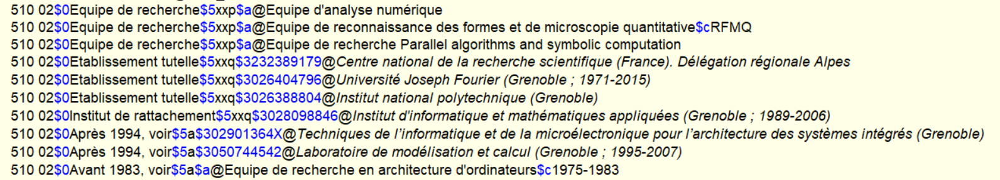 510 02$0Equipe de recherche$5xxp$a@Equipe d'analyse numérique
510 02$0Equipe de recherche$5xxp$a@Equipe de reconnaissance des formes et de microscopie quantitative$cRFMQ
510 02$0Equipe de recherche$5xxp$a@Equipe de recherche Parallel algorithms and symbolic computation
510 02$0Etablissement tutelle$5xxq$3232389179@Centre national de la recherche scientifique (France). Délégation régionale Alpes
510 02$0Etablissement tutelle$5xxq$3026404796@Université Joseph Fourier (Grenoble ; 1971-2015)
510 02$0Etablissement tutelle$5xxq$3026388804@Institut national polytechnique (Grenoble)
510 02$0Institut de rattachement$5xxq$3028098846@Institut d'informatique et mathématiques appliquées (Grenoble ; 1989-2006)
510 02$0Après 1994, voir$5a$302901364X@Techniques de l’informatique et de la microélectronique pour l’architecture des systèmes intégrés (Grenoble)
510 02$0Après 1994, voir$5a$3050744542@Laboratoire de modélisation et calcul (Grenoble ; 1995-2007)
510 02$0Avant 1983, voir$5a$a@Equipe de recherche en architecture d'ordinateurs$c1975-1983